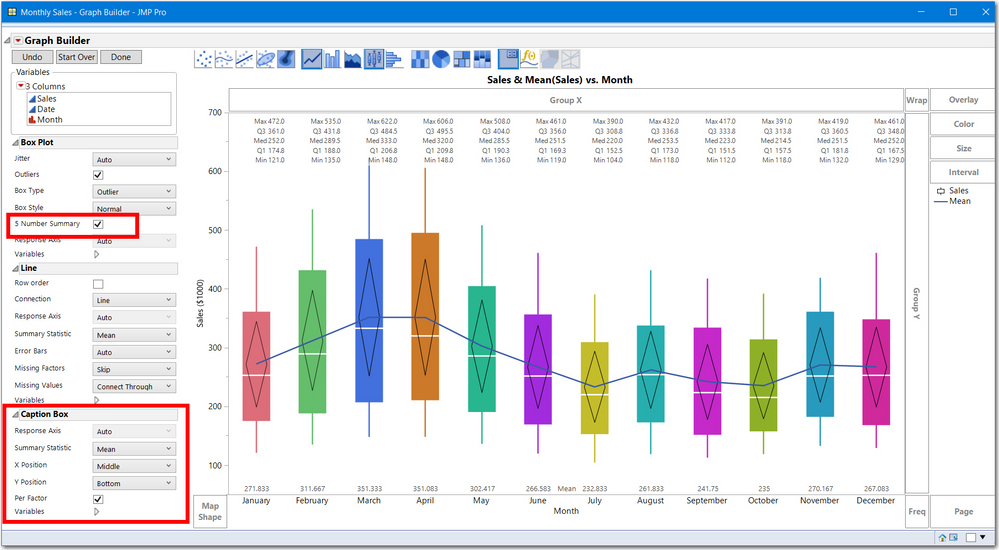 Monthly Sales - Graph Builder - JMP Pro
Graph Builder
Undo Start Over Done
Variables
3 Columns
Sales
Date
Month
Box Plot
Jitter Auto
Outliers
Box Type Outlier
Box Style Normal
5 Number Summary
Response Axis Auto
Variables
Line
Row order
Connection Line
Response Axis Auto
Summary Statistic Mean
Error Bars Auto
Missing Factors Skip
Missing Values Connect Through
Variables
Caption Box
Response Axis Auto
Summary Statistic Mean
X Position Middle
Y Position Bottom
Per Factor
Variables
Sales & Mean(Sales) vs. Month
Group X
Wrap
Overlay
Color
Size
Interval
Sales
Mean
Group Y
Max 472.0 Max 535.0 Max 622.0 Max 606.0 Max 508.0 Max 461.0 Max 390.0 Max 432.0 Max 417.0 Max 391.0 Max 419.0 Max 461.0
Q3 361.0 Q3 431.8 Q3 484.5 Q3 495.5 Q3 404.0 Q3 356.0 Q3 308.8 Q3 336.8 Q3 333.8 Q3 313.8 Q3 360.5 Q3 348.0
Med 252.0 Med 289.5 Med 333.0 Med 320.0 Med 285.5 Med 251.5 Med 220.0 Med 253.5 Med 223.0 Med 214.5 Med 251.5 Med 252.0
Q1 174.8 Q1 188.0 Q1 206.8 Q1 209.8 Q1 190.3 Q1 169.3 Q1 152.5 Q1 173.0 Q1 151.5 Q1 157.5 Q1 181.8 Q1 167.5
Min 121.0 Min 135.0 Min 148.0 Min 148.0 Min 136.0 Min 119.0 Min 104.0 Min 118.0 Min 112.0 Min 118.0 Min 132.0 Min 129.0
700
600
500
400
300
200
100
Sales ($1000)
271.833 311.667 351.333 351.083 302.417 266.583 Mean 232.833 261.833 241.75 235 270.167 267.083
January February March April May June July August September October November December
Month
Map Shape
Freq
Page